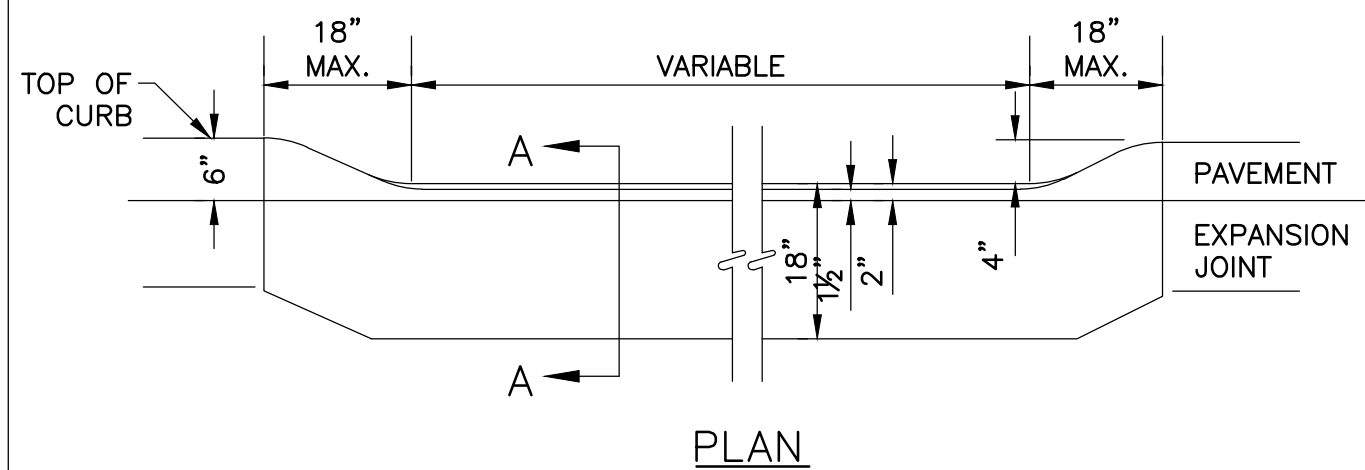 18”
MAX.
VARIABLE
18”
MAX.
TOP OF
CURB
6”
A
PAVEMENT
EXPANSION
JOINT
18”
1½”
2”
4”
A
PLAN